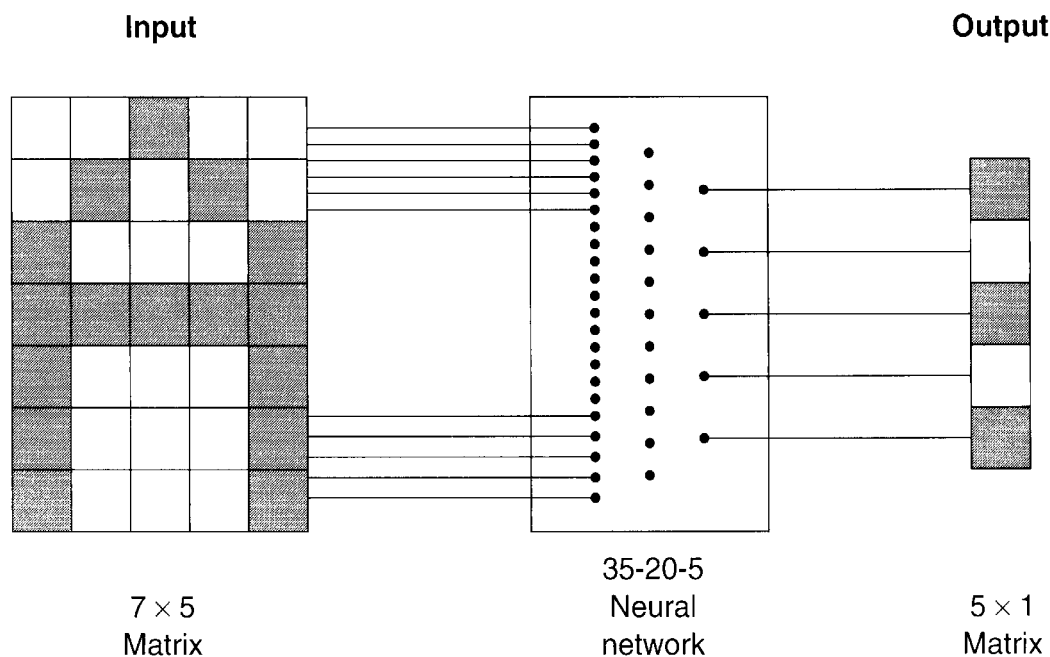 Input
Output
35-20-5
Neural
network
7 × 5
Matrix
5 × 1
Matrix